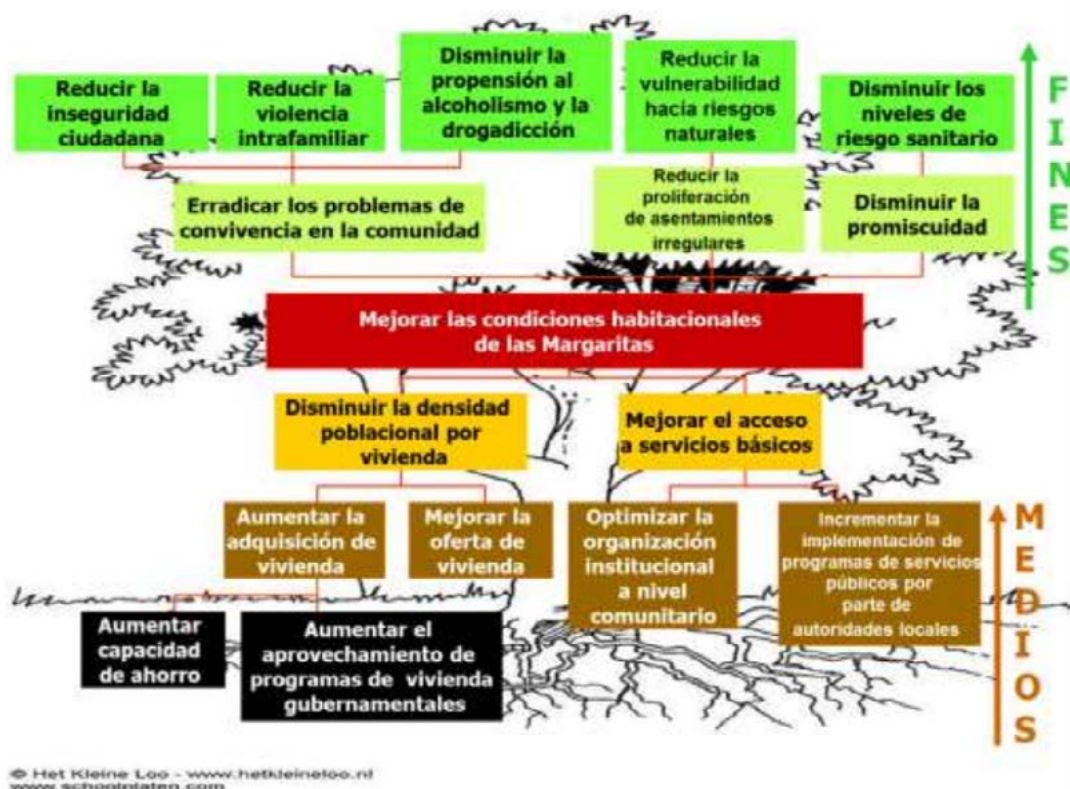 Reducir la
inseguridad
ciudadana
Reducir la
violencia
intrafamiliar
Disminuir la
propensión al
alcoholismo y la
drogadicción
Reducir la
vulnerabilidad
hacia riesgos
naturales
Disminuir los
niveles de
riesgo sanitario
FINES
Erradicar los problemas de
convivencia en la comunidad
Reducir la
proliferación
de asentamientos
irregulares
Disminuir la
promiscuidad
Mejorar las condiciones habitacionales
de las Margaritas
Disminuir la densidad
poblacional por
vivienda
Mejorar el acceso
a servicios básicos
Aumentar la
adquisición de
vivienda
Mejorar la
oferta de
vivienda
Optimizar la
organización
institucional
a nivel
comunitario
Incrementar la
implementación de
programas de servicios
públicos por
parte de
autoridades locales
MEDIOS
Aumentar
capacidad
de ahorro
Aumentar el
aprovechamiento de
programas de vivienda
gubernamentales
© Het Kleine Loo - www.hetkleineloo.nl
www.schoolplaten.com